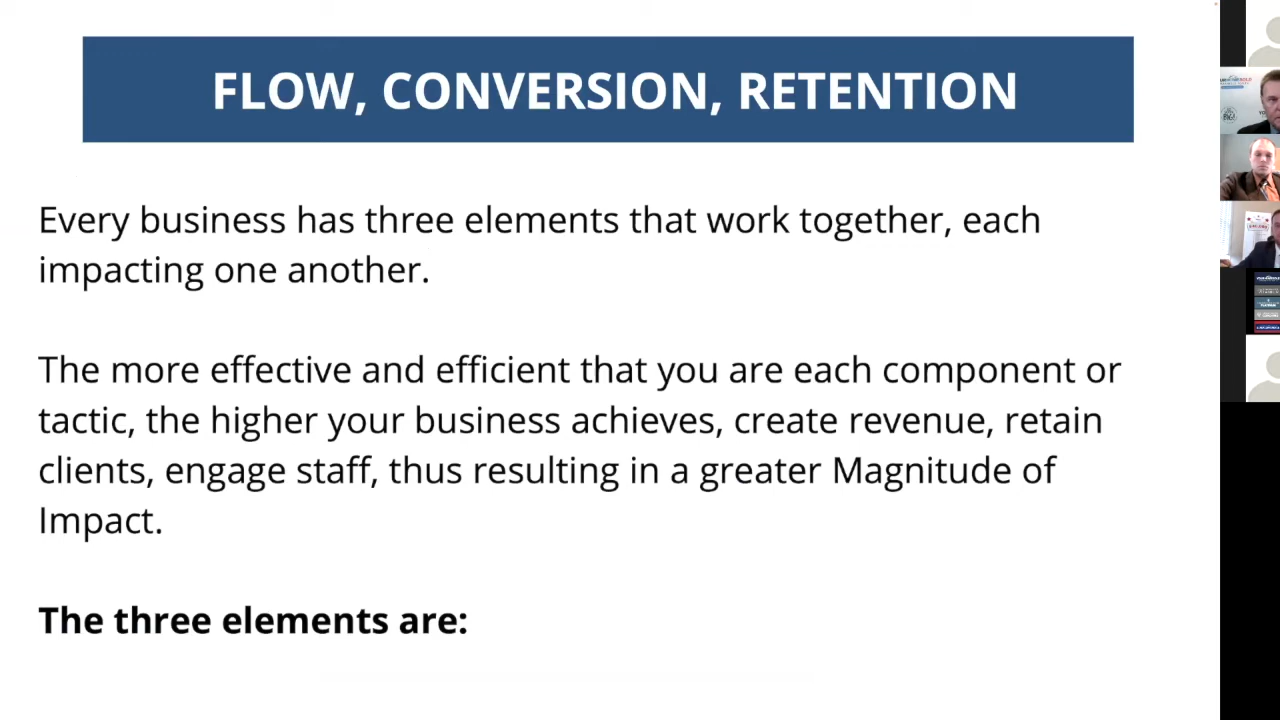 FLOW, CONVERSION, RETENTION
Every business has three elements that work together, each
impacting one another.
The more effective and efficient that you are each component or
tactic, the higher your business achieves, create revenue, retain
clients, engage staff, thus resulting in a greater Magnitude of
Impact.
The three elements are: